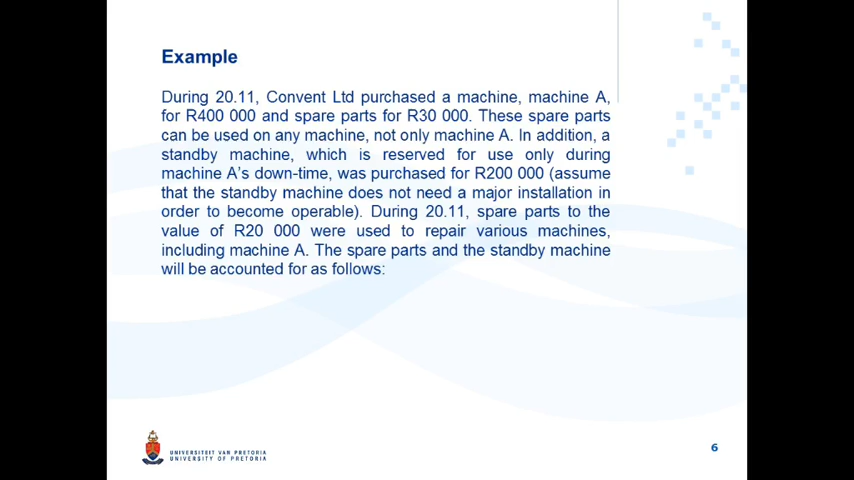 Example
During 20.11, Convent Ltd purchased a machine, machine A,
for R400 000 and spare parts for R30 000. These spare parts
can be used on any machine, not only machine A. In addition, a
standby machine, which is reserved for use only during
machine A's down-time, was purchased for R200 000 (assume
that the standby machine does not need a major installation in
order to become operable). During 20.11, spare parts to the
value of R20 000 were used to repair various machines,
including machine A. The spare parts and the standby machine
will be accounted for as follows:
UNIVERSITEIT VAN PRETORIA
UNIVERSITY OF PRETORIA
6